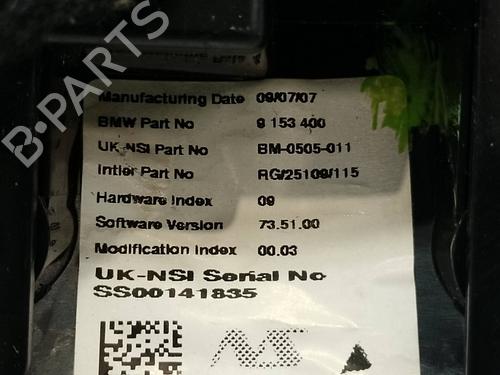 Manufacturing Date 09/07/07
BMW Part No 9 153 400
UK-NSI Part No BM-0505-011
Intier Part No RG/25109/115
Hardware Index 09
Software Version 73.51.00
Modification Index 00.03
UK-NSI Serial No
SS00141835
B-PARTS